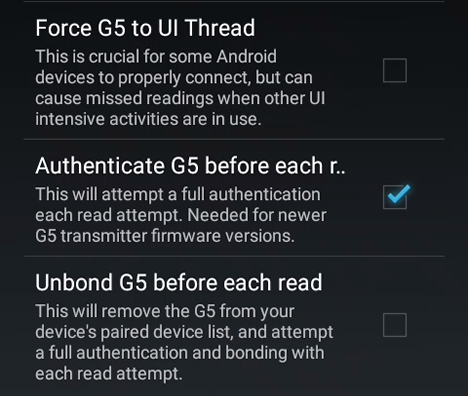 Force G5 to UI Thread
This is crucial for some Android
devices to properly connect, but can
cause missed readings when other UI
intensive activities are in use.
Authenticate G5 before each r..
This will attempt a full authentication
each read attempt. Needed for newer
G5 transmitter firmware versions.
Unbond G5 before each read
This will remove the G5 from your
device's paired device list, and attempt
a full authentication and bonding with
each read attempt.